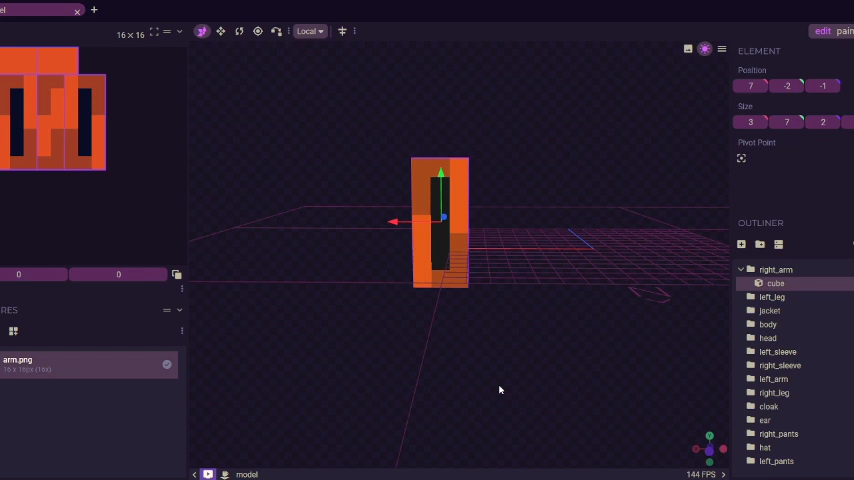 el
16×16
Local
edit pain
ELEMENT
Position
7 -2 -1
Size
3 7 2
Pivot Point
OUTLINER
right_arm
cube
left_leg
jacket
body
head
left_sleeve
right_sleeve
left_arm
right_leg
cloak
ear
right_pants
hat
left_pants
0 0
RES
arm.png
16 x 16px (16x)
model
144 FPS